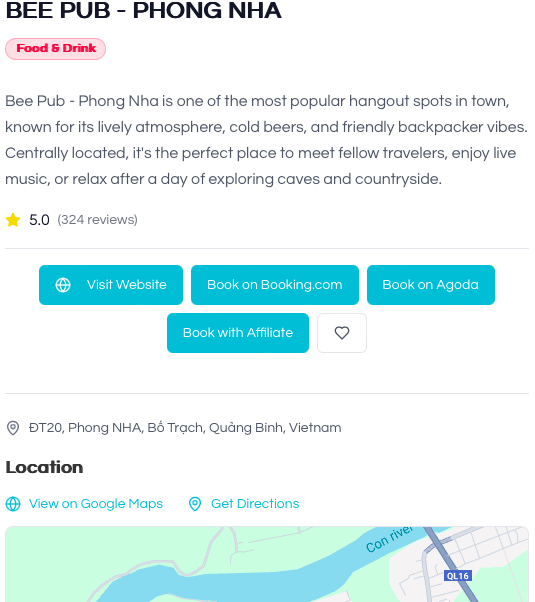 BEE PUB - PHONG NHA
Food & Drink
Bee Pub - Phong Nha is one of the most popular hangout spots in town,
known for its lively atmosphere, cold beers, and friendly backpacker vibes.
Centrally located, it's the perfect place to meet fellow travelers, enjoy live
music, or relax after a day of exploring caves and countryside.
5.0 (324 reviews)
Visit Website
Book on Booking.com
Book on Agoda
Book with Affiliate
ĐT20, Phong NHA, Bố Trạch, Quảng Bình, Vietnam
Location
View on Google Maps
Get Directions
Con river
QL16